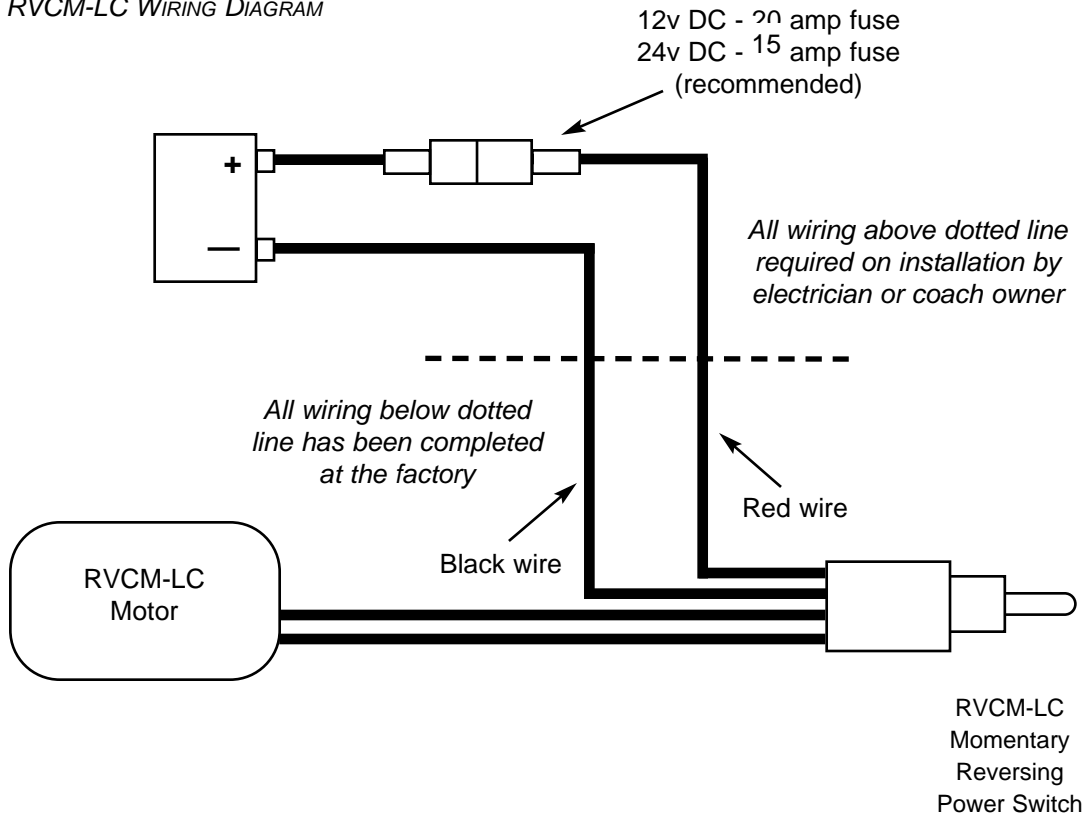 RVCM-LC WIRING DIAGRAM
12v DC - 20 amp fuse
24v DC - 15 amp fuse
(recommended)
+
—
All wiring above dotted line
required on installation by
electrician or coach owner
All wiring below dotted
line has been completed
at the factory
Red wire
Black wire
RVCM-LC
Motor
RVCM-LC
Momentary
Reversing
Power Switch